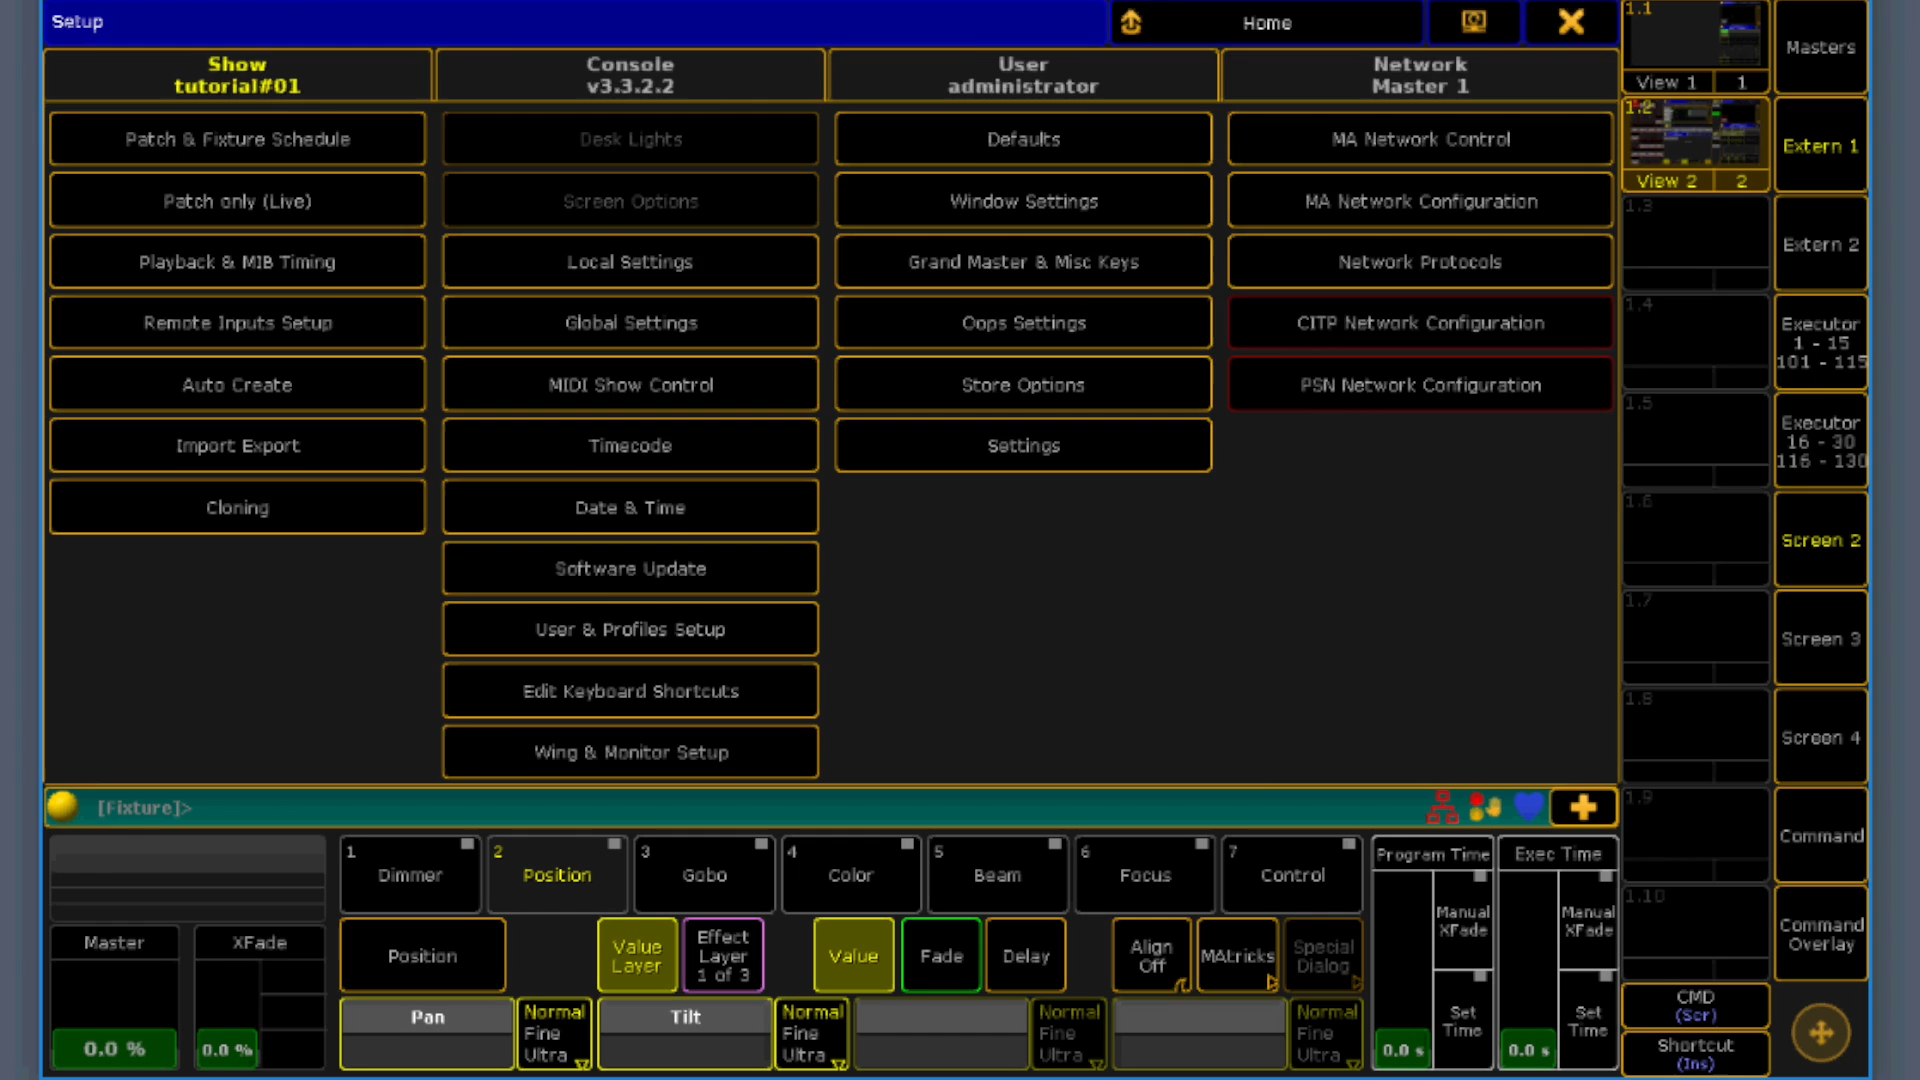 Setup
Home
Show
tutorial#01
Console
v3.3.2.2
User
administrator
Network
Master 1
Patch & Fixture Schedule
Desk Lights
Defaults
MA Network Control
Patch only (Live)
Screen Options
Window Settings
MA Network Configuration
Playback & MIB Timing
Local Settings
Grand Master & Misc Keys
Network Protocols
Remote Inputs Setup
Global Settings
Oops Settings
CITP Network Configuration
Auto Create
MIDI Show Control
Store Options
PSN Network Configuration
Import Export
Timecode
Settings
Cloning
Date & Time
Software Update
User & Profiles Setup
Edit Keyboard Shortcuts
Wing & Monitor Setup
[Fixture]>
1
Dimmer
2
Position
3
Gobo
4
Color
5
Beam
6
Focus
7
Control
Program Time
Exec Time
Master
XFade
Position
Value
Layer
Effect
Layer
1 of 3
Value
Fade
Delay
Align
Off
MAtricks
Special
Dialog
Manual
XFade
Manual
XFade
0.0 %
0.0 %
Pan
Normal
Fine
Ultra
Tilt
Normal
Fine
Ultra
Normal
Fine
Ultra
Normal
Fine
Ultra
0.0 s
Set
Time
0.0 s
Set
Time
1.1
View 1
1
1.2
View 2
2
1.3
1.4
1.5
1.6
1.7
1.8
1.9
1.10
CMD
(Scr)
Shortcut
(Ins)
Masters
Extern 1
Extern 2
Executor
1 - 15
101 - 115
Executor
16 - 30
116 - 130
Screen 2
Screen 3
Screen 4
Command
Command
Overlay